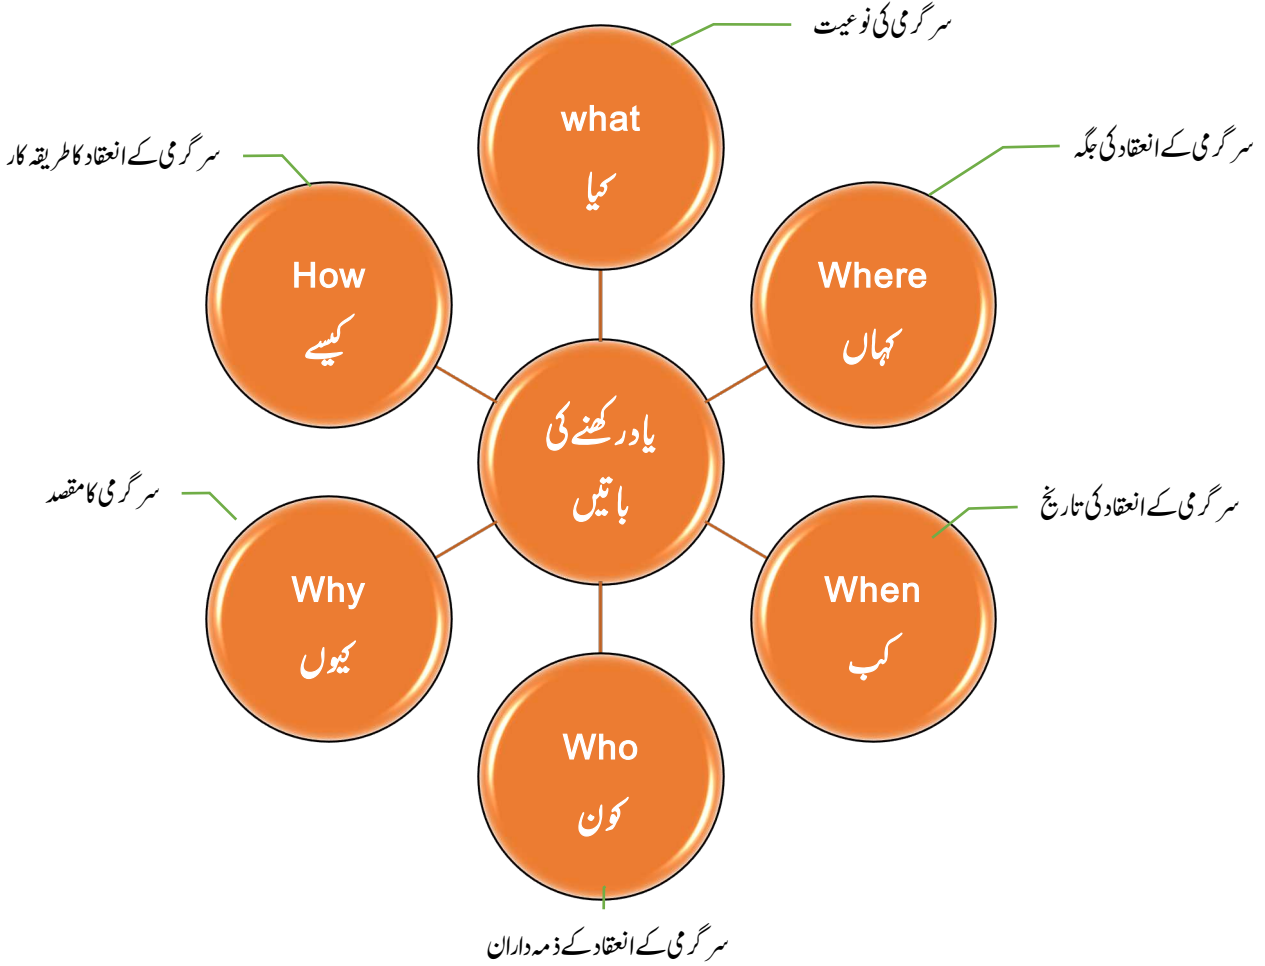 سرگرمی کی نوعیت
what
کیا
سرگرمی کے انعقاد کی جگہ
Where
کہاں
سرگرمی کے انعقاد کی تاریخ
When
کب
Who
کون
سرگرمی کے انعقاد کے ذمہ داران
سرگرمی کا مقصد
Why
کیوں
سرگرمی کے انعقاد کا طریقہ کار
How
کیسے
یاد رکھنے کی
باتیں